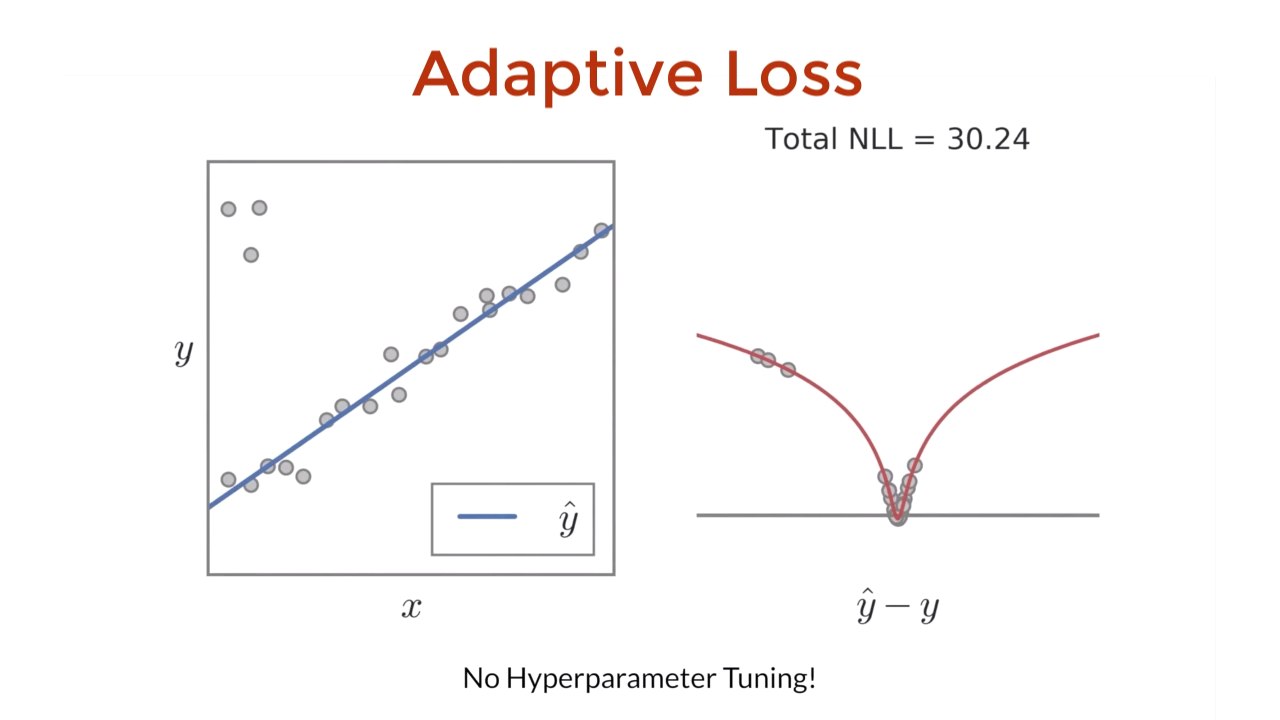 Adaptive Loss
Total NLL = 30.24
y
ŷ
x
ŷ − y
No Hyperparameter Tuning!